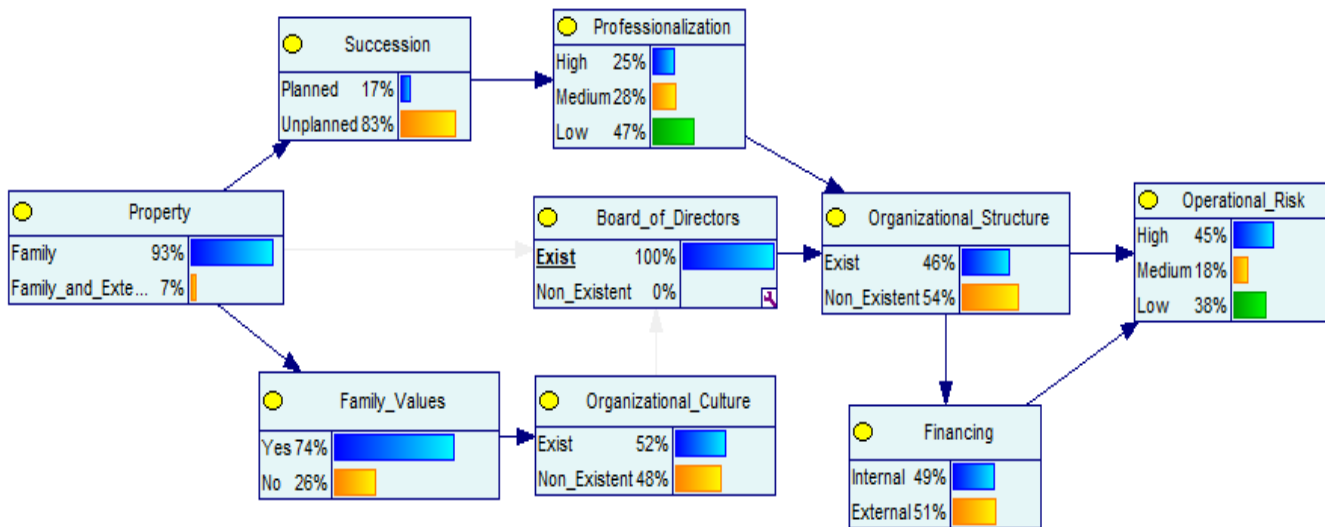 Succession
Planned 17%
Unplanned 83%
Professionalization
High 25%
Medium 28%
Low 47%
Property
Family 93%
Family_and_Exte... 7%
Board_of_Directors
Exist 100%
Non_Existent 0%
Organizational_Structure
Exist 46%
Non_Existent 54%
Operational_Risk
High 45%
Medium 18%
Low 38%
Family_Values
Yes 74%
No 26%
Organizational_Culture
Exist 52%
Non_Existent 48%
Financing
Internal 49%
External 51%